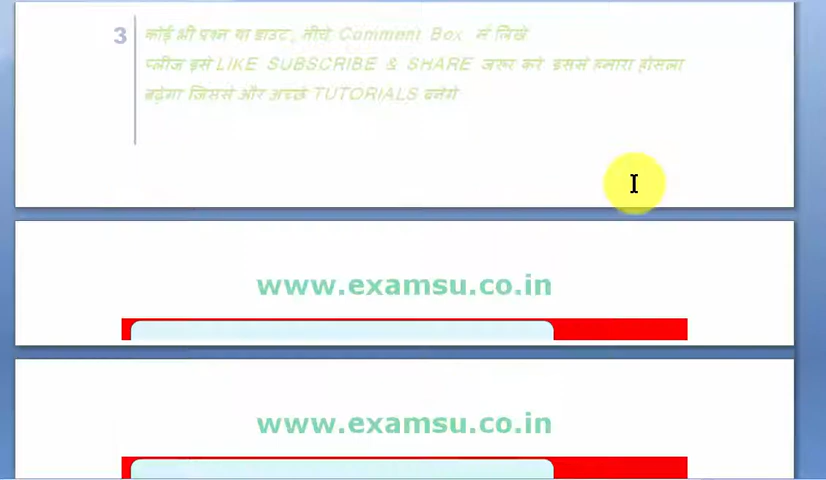 3
कोई भी प्रश्न या डाउट , नीचे Comment Box में लिखे
प्लीज इसे LIKE SUBSCRIBE & SHARE जरुर करे इससे हमारा होसला
बढ़ेगा जिससे और अच्छे TUTORIALS बनेगे
www.examsu.co.in
www.examsu.co.in